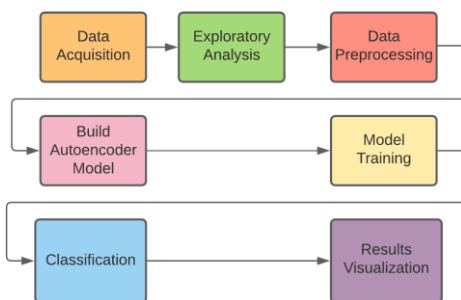 Data
Acquisition
Exploratory
Analysis
Data
Preprocessing
Build
Autoencoder
Model
Model
Training
Classification
Results
Visualization